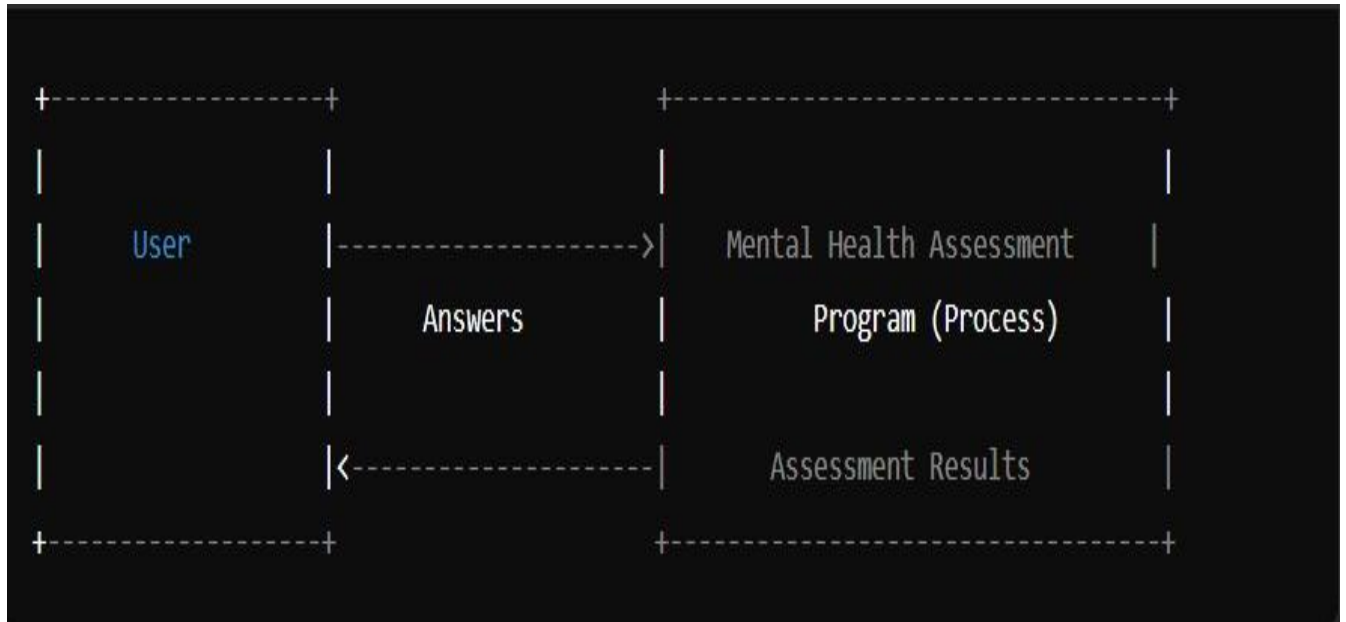 User Mental Health Assessment
Answers Program (Process)
Assessment Results